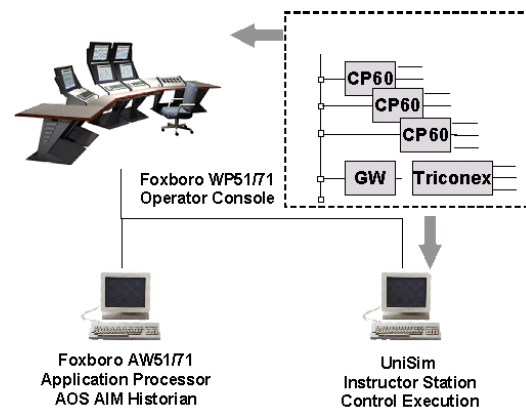 CP60
CP60
CP60
GW
Triconex
Foxboro WP51/71
Operator Console
Foxboro AW51/71
Application Processor
AOS AIM Historian
UniSim
Instructor Station
Control Execution